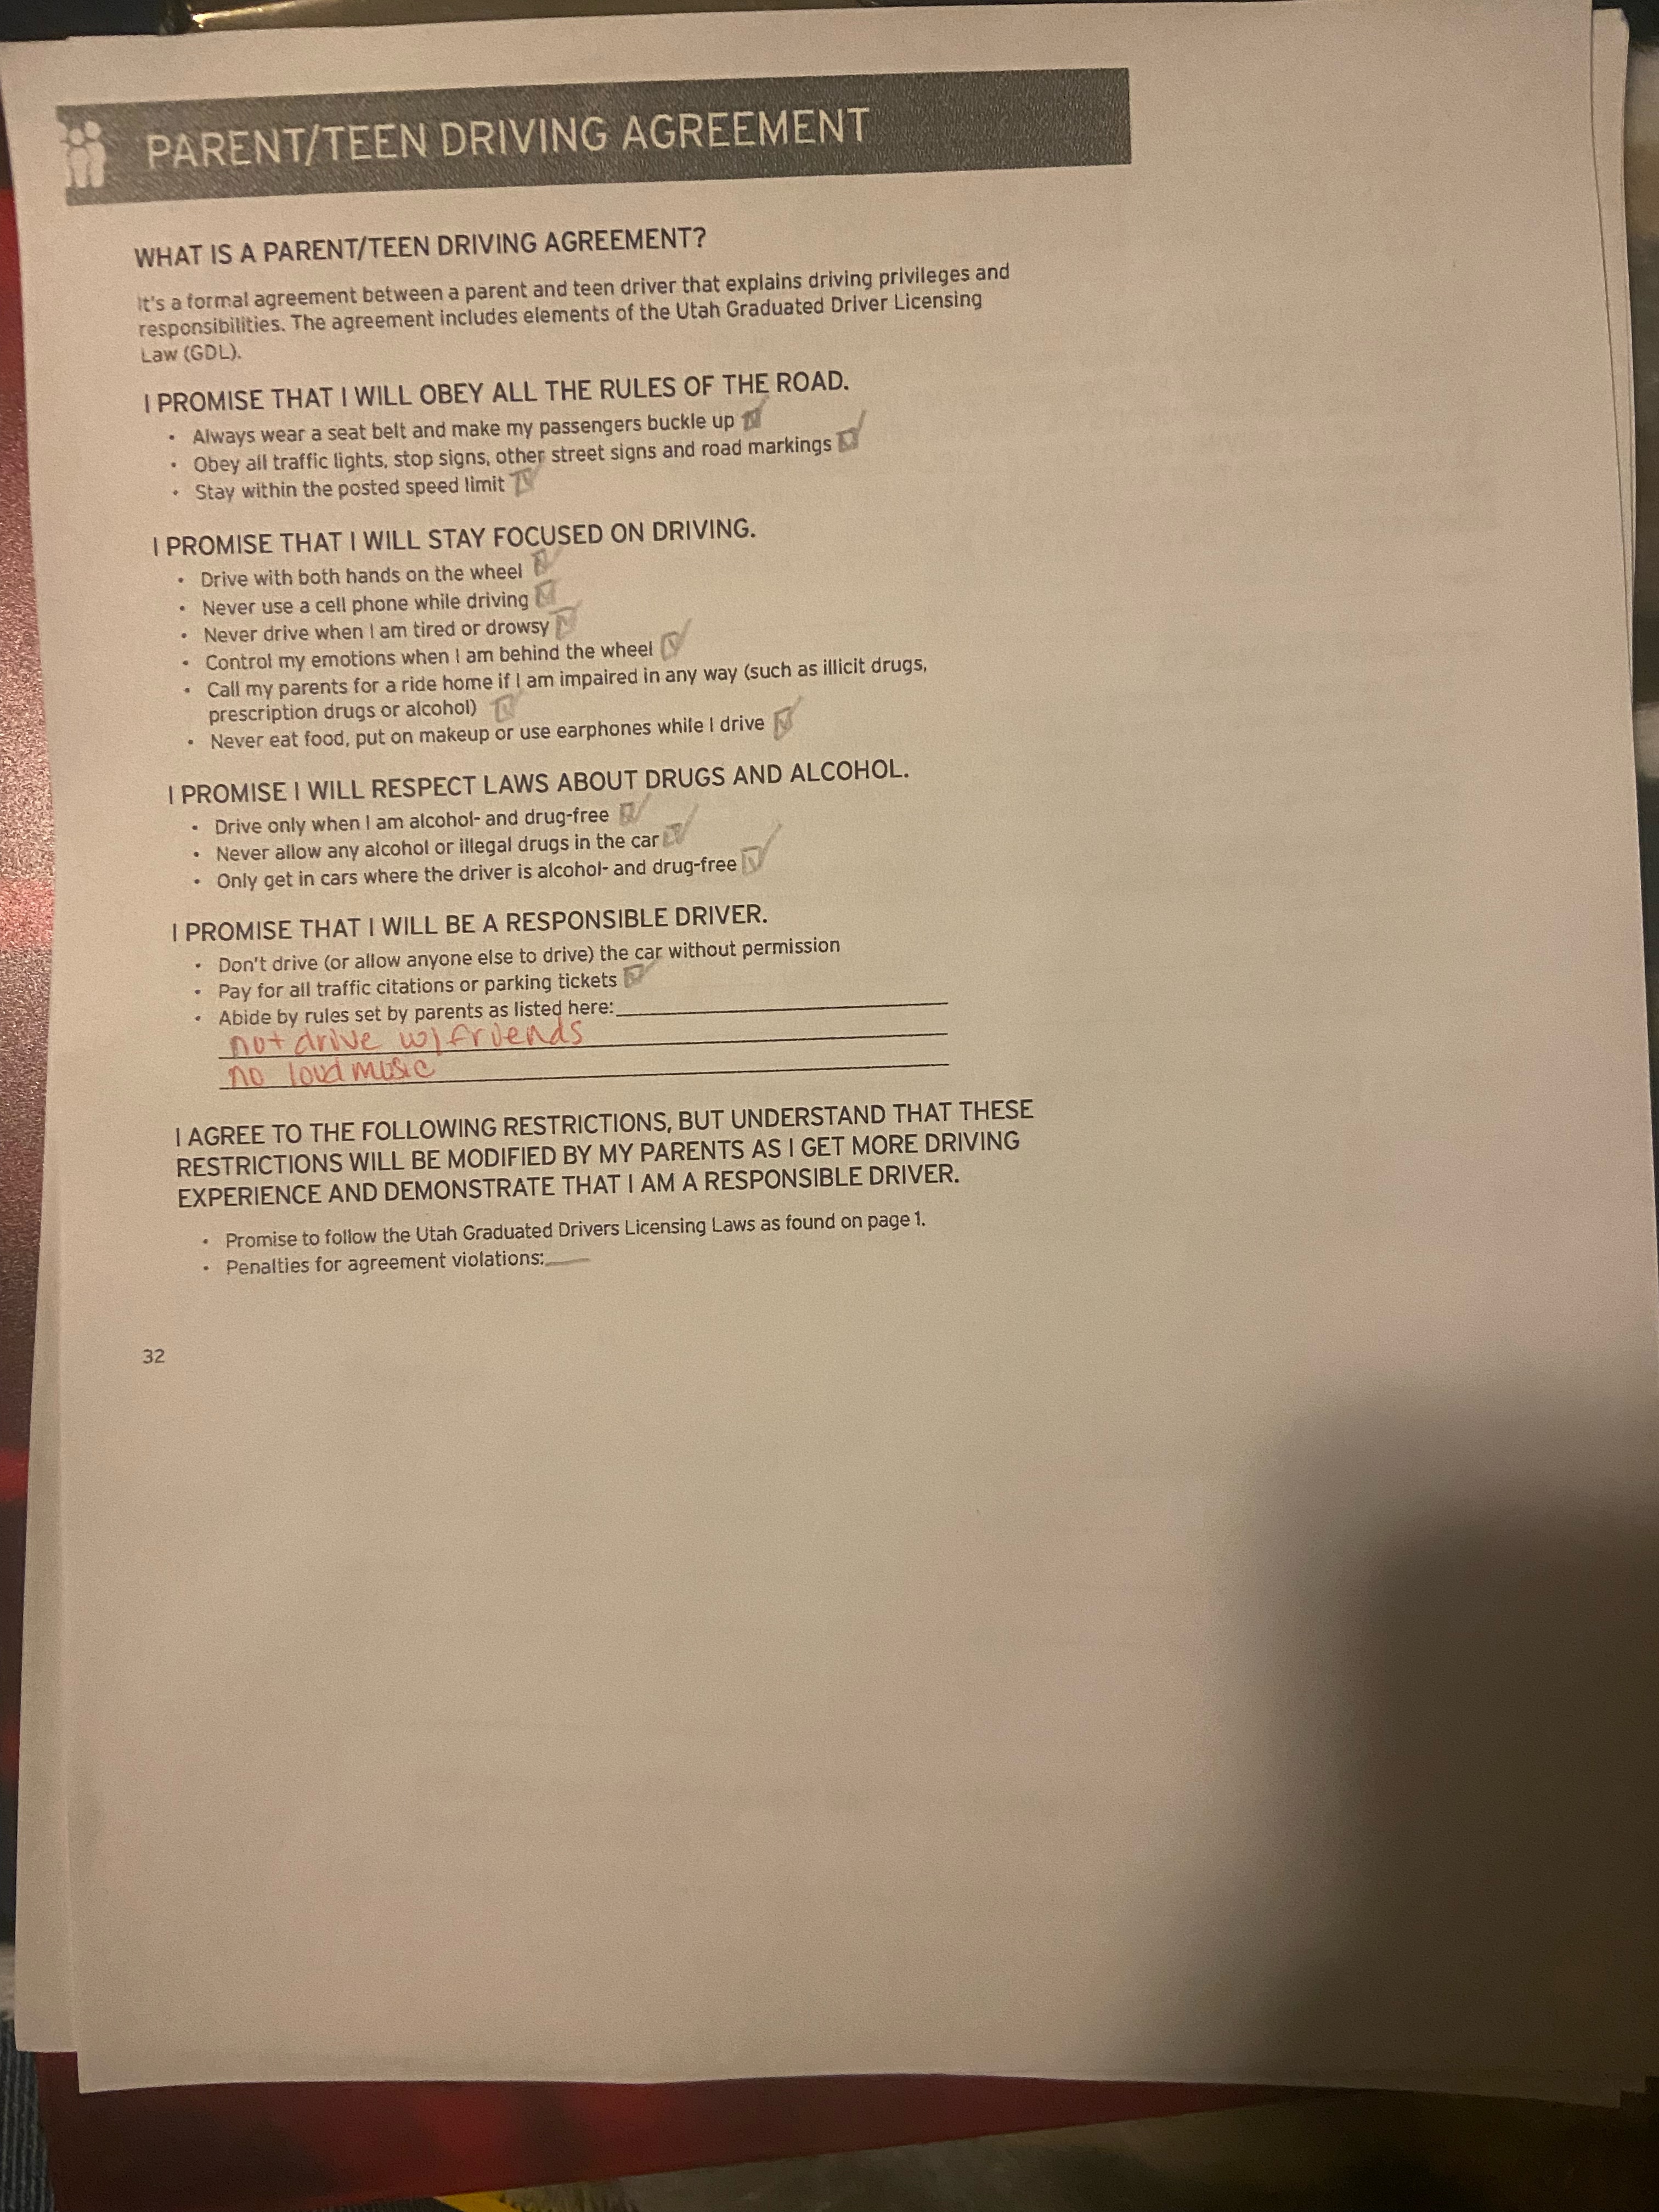 PARENT/TEEN DRIVING AGREEMENT
WHAT IS A PARENT/TEEN DRIVING AGREEMENT?
It's a formal agreement between a parent and teen driver that explains driving privileges and
responsibilities. The agreement includes elements of the Utah Graduated Driver Licensing
Law (GDL).
I PROMISE THAT I WILL OBEY ALL THE RULES OF THE ROAD.
• Always wear a seat belt and make my passengers buckle up
• Obey all traffic lights, stop signs, other street signs and road markings
• Stay within the posted speed limit
I PROMISE THAT I WILL STAY FOCUSED ON DRIVING.
• Drive with both hands on the wheel
• Never use a cell phone while driving
• Never drive when I am tired or drowsy
• Control my emotions when I am behind the wheel
• Call my parents for a ride home if I am impaired in any way (such as illicit drugs,
prescription drugs or alcohol)
• Never eat food, put on makeup or use earphones while I drive
I PROMISE I WILL RESPECT LAWS ABOUT DRUGS AND ALCOHOL.
• Drive only when I am alcohol- and drug-free
• Never allow any alcohol or illegal drugs in the car
• Only get in cars where the driver is alcohol- and drug-free
I PROMISE THAT I WILL BE A RESPONSIBLE DRIVER.
• Don't drive (or allow anyone else to drive) the car without permission
• Pay for all traffic citations or parking tickets
• Abide by rules set by parents as listed here:
not drive w/ friends
no loud music
I AGREE TO THE FOLLOWING RESTRICTIONS, BUT UNDERSTAND THAT THESE
RESTRICTIONS WILL BE MODIFIED BY MY PARENTS AS I GET MORE DRIVING
EXPERIENCE AND DEMONSTRATE THAT I AM A RESPONSIBLE DRIVER.
• Promise to follow the Utah Graduated Drivers Licensing Laws as found on page 1.
• Penalties for agreement violations:
32